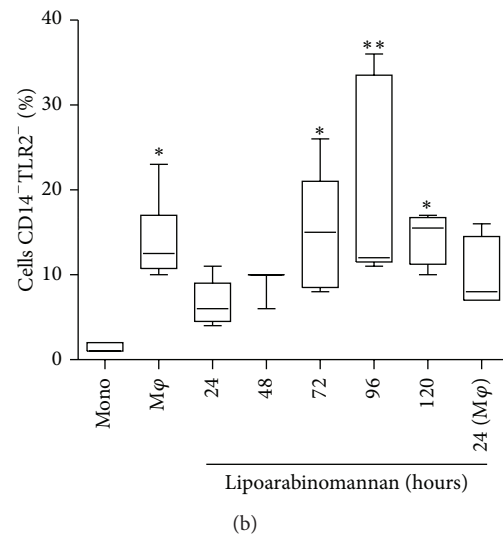 Cells CD14⁻TLR2⁻ (%)
40
30
20
10
0
*
*
**
*
Mono
Mφ
24
48
72
96
120
24 (Mφ)
Lipoarabinomannan (hours)
(b)